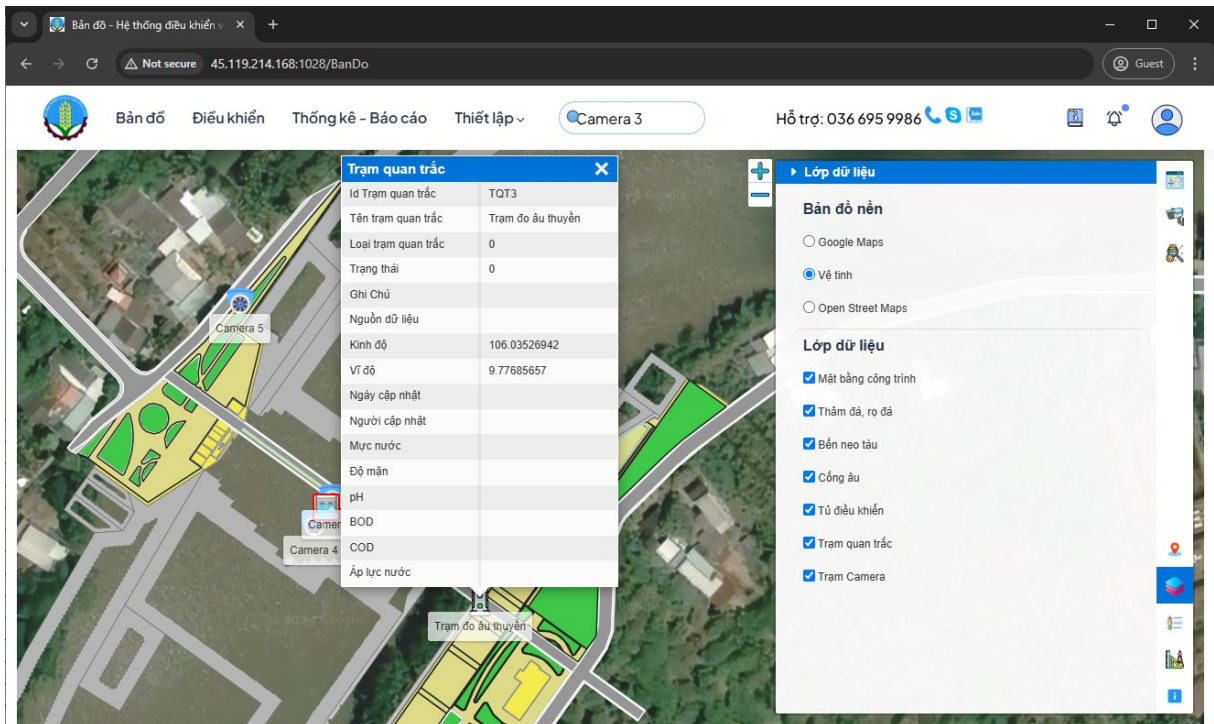 Bản đồ - Hệ thống điều khiển v
Not secure 45.119.214.168:1028/BanDo
Guest
Bản đồ Điều khiển Thống kê - Báo cáo Thiết lập Camera 3 Hỗ trợ: 036 695 9986
Trạm quan trắc
Id Trạm quan trắc TQT3
Tên trạm quan trắc Trạm đo âu thuyền
Loại trạm quan trắc 0
Trạng thái 0
Ghi Chú
Nguồn dữ liệu
Kinh độ 106.03526942
Vĩ độ 9.77685657
Ngày cập nhật
Người cập nhật
Mực nước
Độ mặn
pH
BOD
COD
Áp lực nước
Camera 5
Camer
Camera 4
Trạm đo âu thuyền
Lớp dữ liệu
Bản đồ nền
Google Maps
Vệ tinh
Open Street Maps
Lớp dữ liệu
Mặt bằng công trình
Thảm đá, rọ đá
Bến neo tàu
Cống âu
Tủ điều khiển
Trạm quan trắc
Trạm Camera